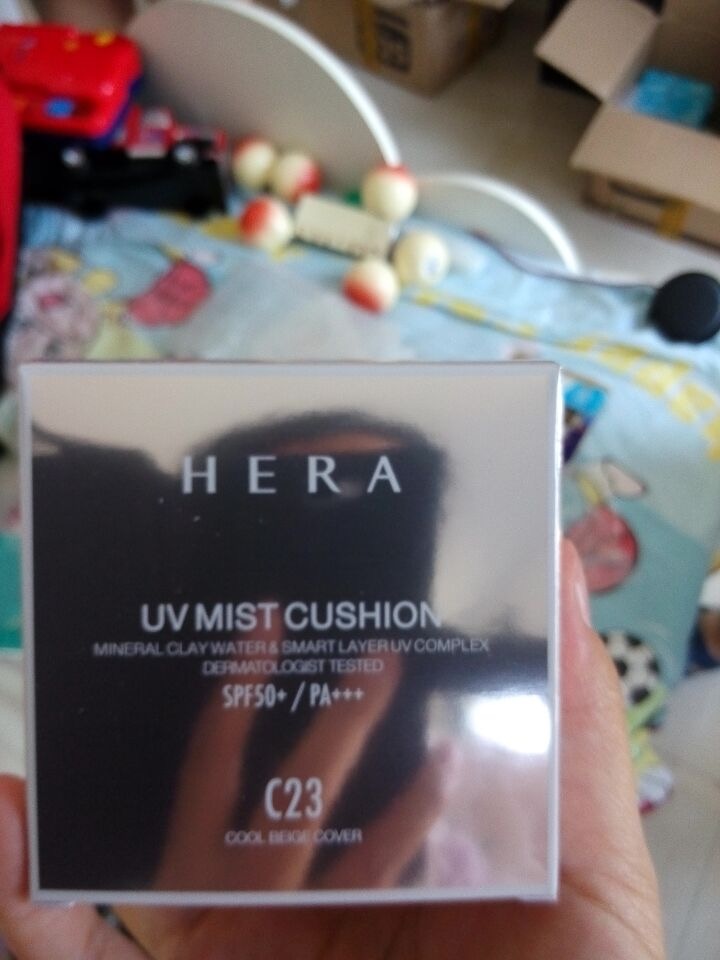 HERA
UV MIST CUSHION
MINERAL CLAY WATER & SMART LAYER UV COMPLEX
DERMATOLOGIST TESTED
SPF50+ / PA+++
C23
COOL BEIGE COVER